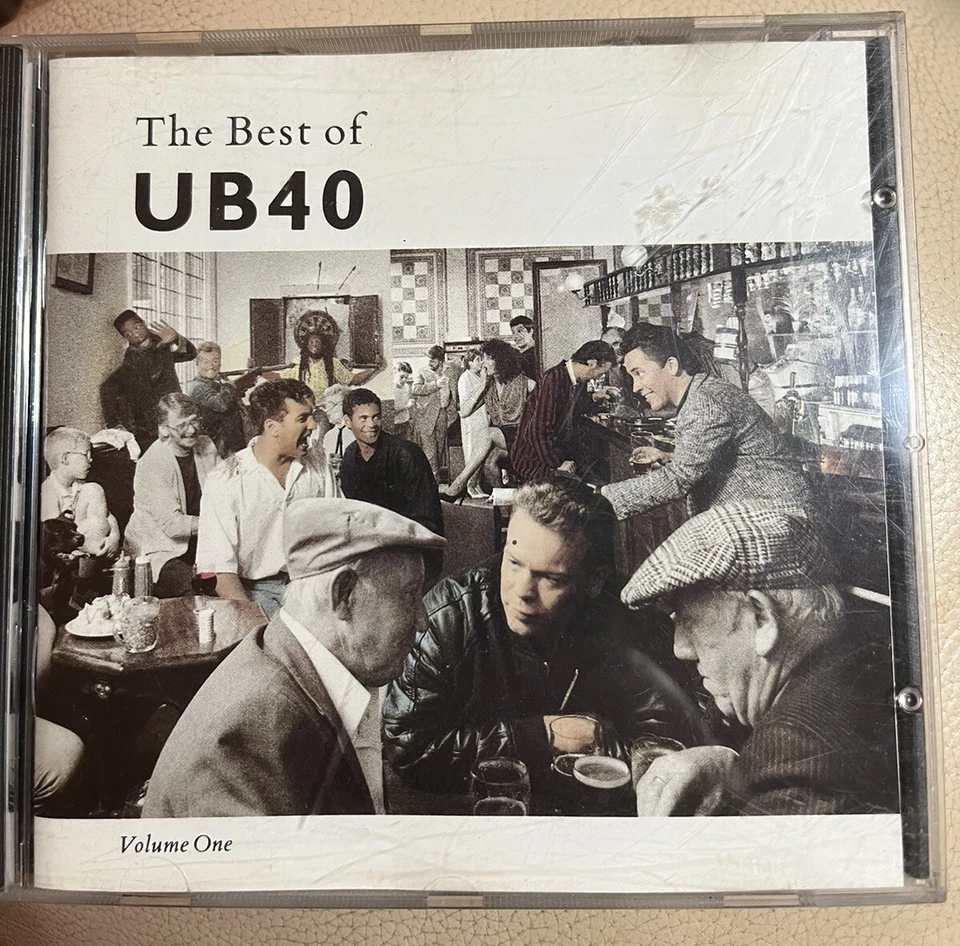 The Best of
UB40
Volume One